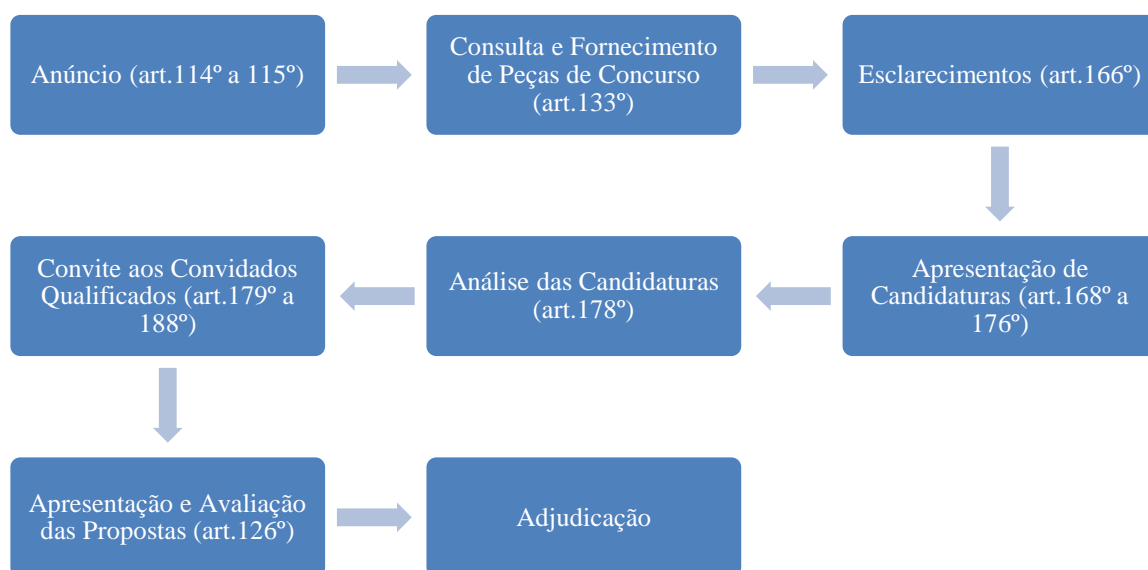 Anúncio (art.114º a 115º)
Consulta e Fornecimento
de Peças de Concurso
(art.133º)
Esclarecimentos (art.166º)
Apresentação de
Candidaturas (art.168º a
176º)
Análise das Candidaturas
(art.178º)
Convite aos Convidados
Qualificados (art.179º a
188º)
Apresentação e Avaliação
das Propostas (art.126º)
Adjudicação